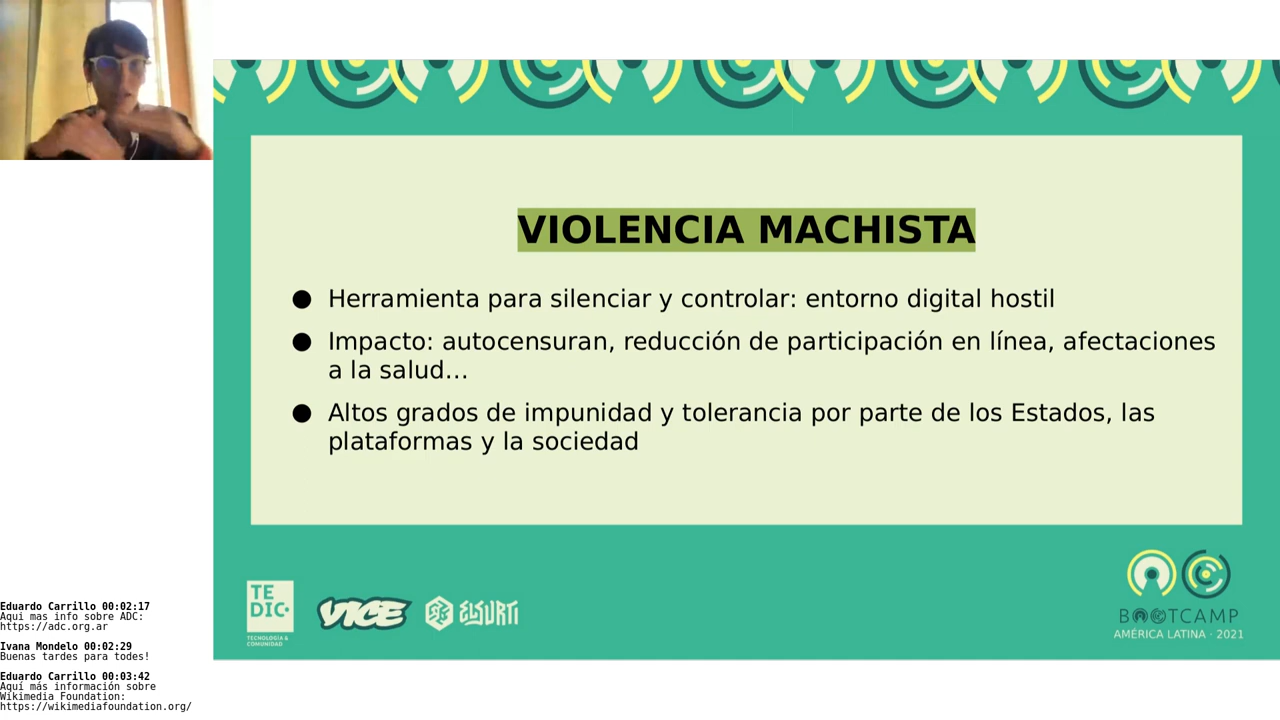 VIOLENCIA MACHISTA
● Herramienta para silenciar y controlar: entorno digital hostil
● Impacto: autocensuran, reducción de participación en línea, afectaciones
a la salud…
● Altos grados de impunidad y tolerancia por parte de los Estados, las
plataformas y la sociedad
TE
DIC
TECNOLOGÍA &
COMUNIDAD
VICE
ELSURTI
BOOTCAMP
AMÉRICA LATINA · 2021
Eduardo Carrillo 00:02:17
Aqui mas info sobre ADC:
https://adc.org.ar
Ivana Mondelo 00:02:29
Buenas tardes para todes!
Eduardo Carrillo 00:03:42
Aquí más información sobre
Wikimedia Foundation:
https://wikimediafoundation.org/